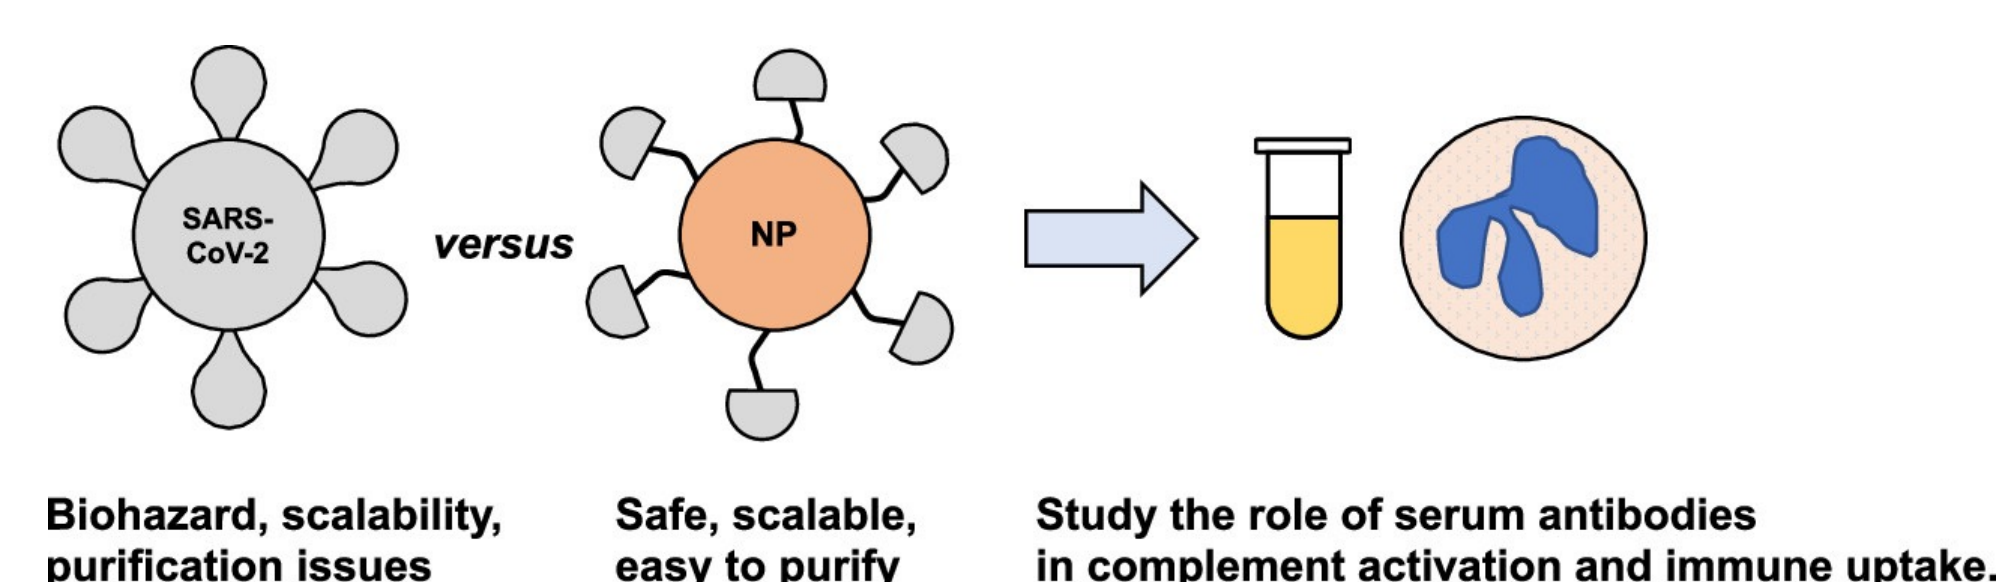 SARS-
CoV-2
versus
NP
Biohazard, scalability,
purification issues
Safe, scalable,
easy to purify
Study the role of serum antibodies
in complement activation and immune uptake.